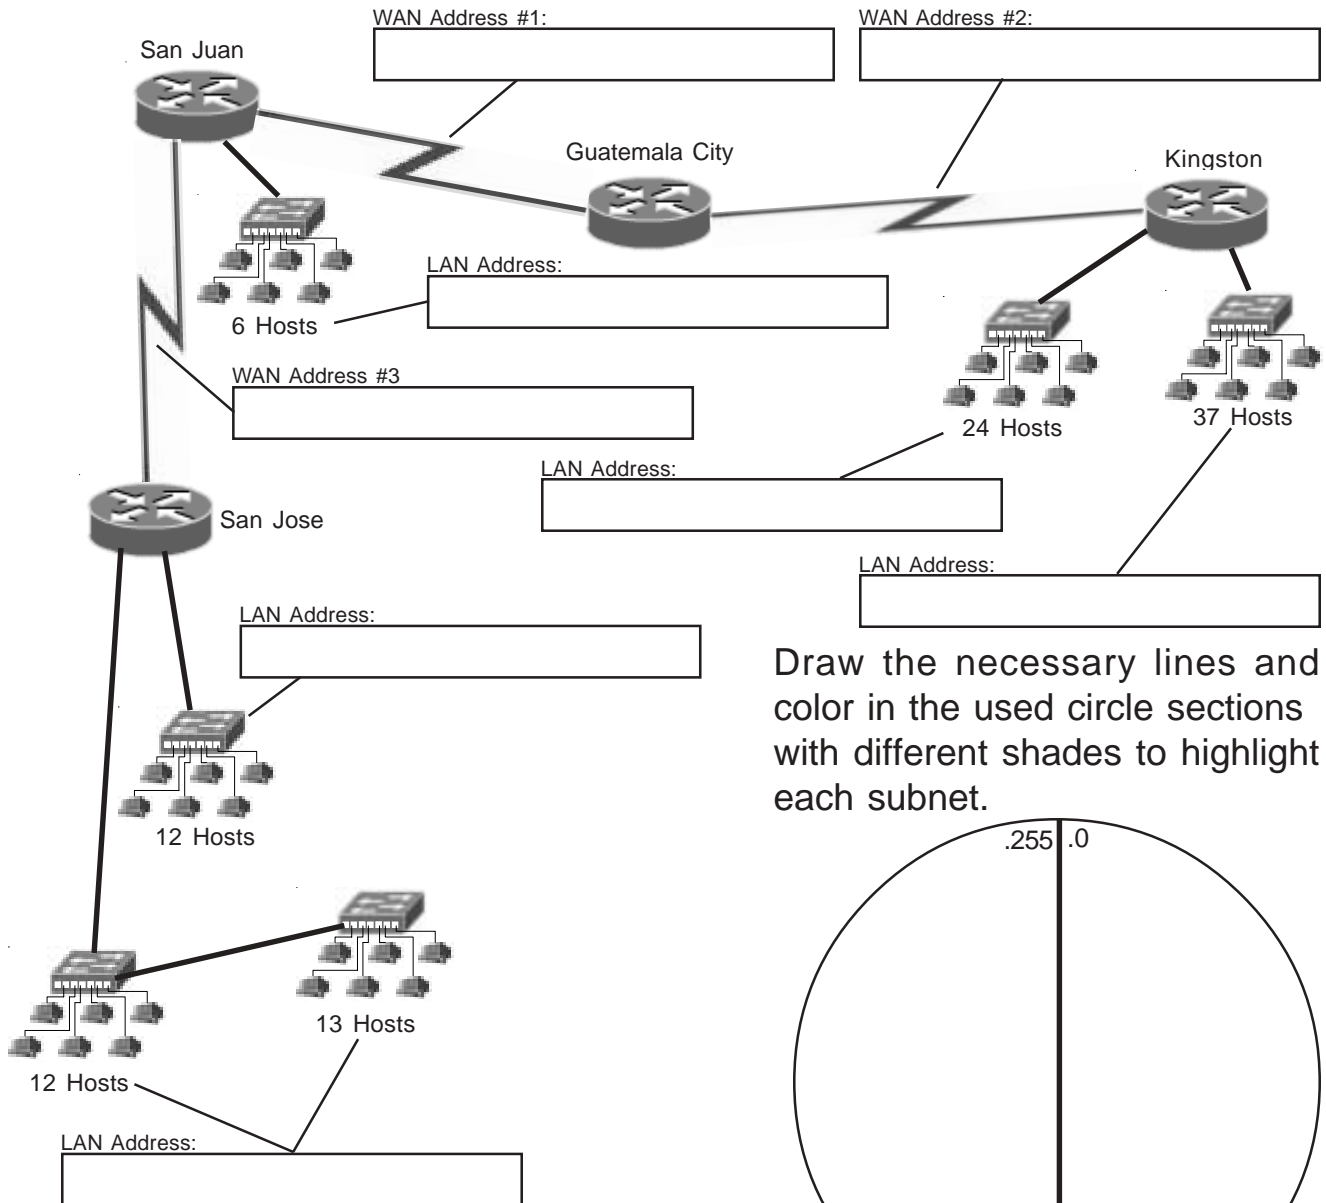 WAN Address #1:
WAN Address #2:
San Juan
Guatemala City
Kingston
LAN Address:
6 Hosts
WAN Address #3
24 Hosts
37 Hosts
LAN Address:
San Jose
LAN Address:
LAN Address:
Draw the necessary lines and
color in the used circle sections
with different shades to highlight
each subnet.
12 Hosts
.255
.0
13 Hosts
12 Hosts
LAN Address: